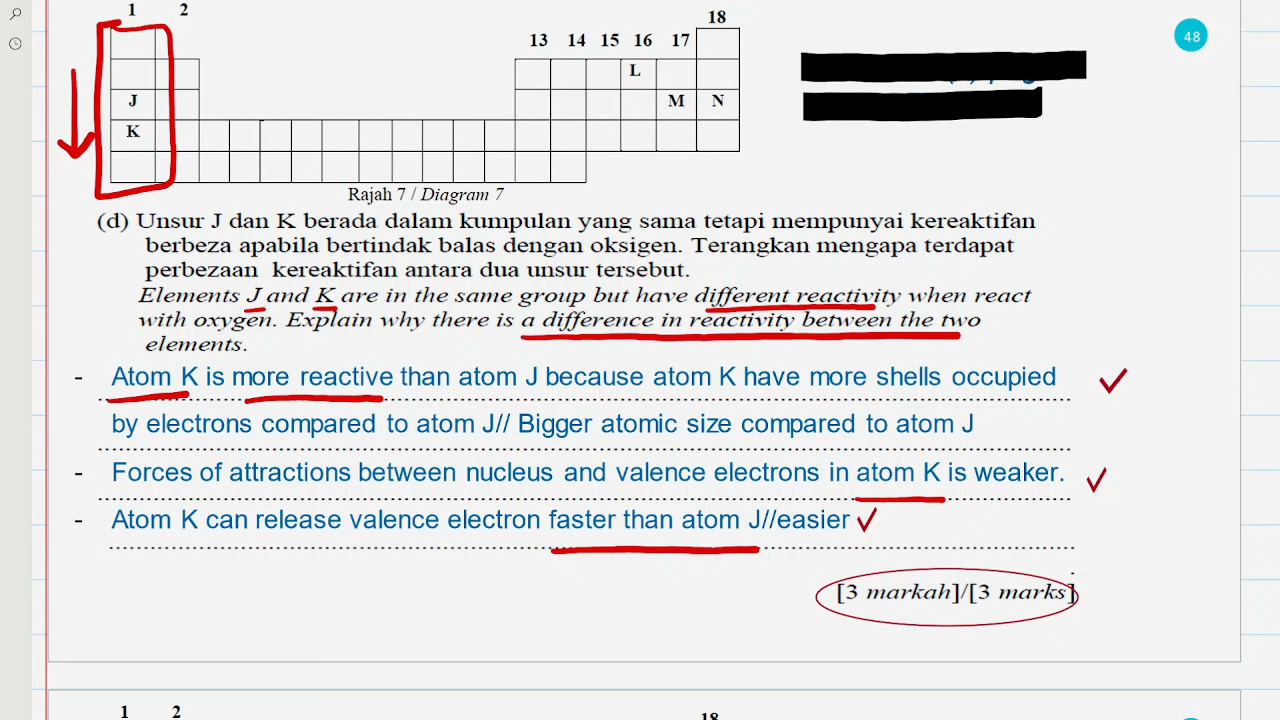 1 2 18
13 14 15 16 17
48
L
J M N
K
Rajah 7 / Diagram 7
(d) Unsur J dan K berada dalam kumpulan yang sama tetapi mempunyai kereaktifan
berbeza apabila bertindak balas dengan oksigen. Terangkan mengapa terdapat
perbezaan kereaktifan antara dua unsur tersebut.
Elements J and K are in the same group but have different reactivity when react
with oxygen. Explain why there is a difference in reactivity between the two
elements.
- Atom K is more reactive than atom J because atom K have more shells occupied
by electrons compared to atom J// Bigger atomic size compared to atom J
- Forces of attractions between nucleus and valence electrons in atom K is weaker.
- Atom K can release valence electron faster than atom J//easier
[3 markah]/[3 marks]
1 2 18